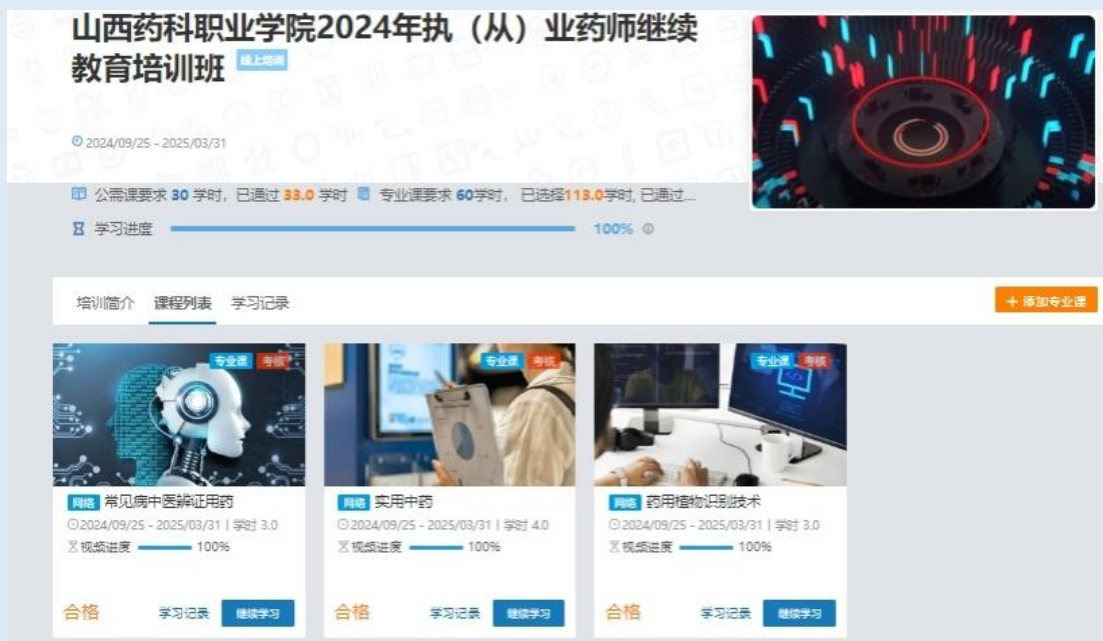 山西药科职业学院2024年执（从）业药师继续
教育培训班 线上培训
2024/09/25 - 2025/03/31
公需课要求 30 学时，已通过 33.0 学时 专业课要求 60学时， 已选择113.0学时, 已通过...
学习进度 100%
培训简介 课程列表 学习记录 + 添加专业课
专业课 考核
网络 常见病中医辨证用药
2024/09/25 - 2025/03/31 | 学时 3.0
视频进度 100%
合格 学习记录 继续学习
专业课 考核
网络 实用中药
2024/09/25 - 2025/03/31 | 学时 4.0
视频进度 100%
合格 学习记录 继续学习
专业课 考核
网络 药用植物识别技术
2024/09/25 - 2025/03/31 | 学时 3.0
视频进度 100%
合格 学习记录 继续学习